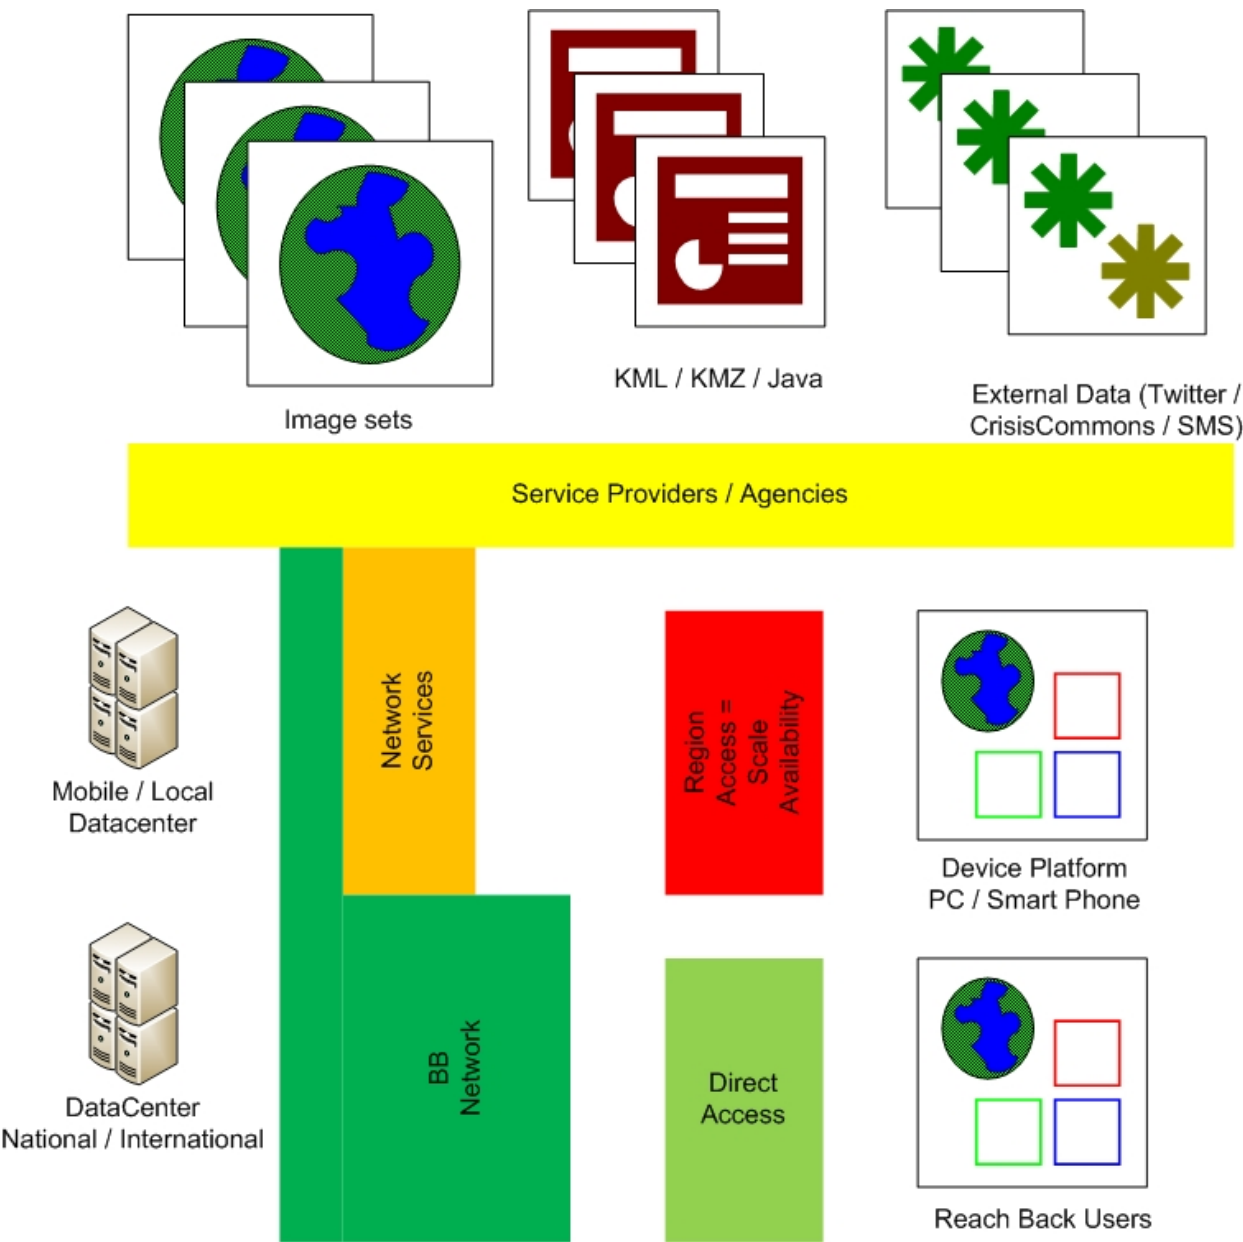 KML / KMZ / Java
External Data (Twitter /
CrisisCommons / SMS)
Image sets
Service Providers / Agencies
Network
Services
Region
Access =
Scale
Availability
Mobile / Local
Datacenter
Device Platform
PC / Smart Phone
BB
Network
Direct
Access
DataCenter
National / International
Reach Back Users